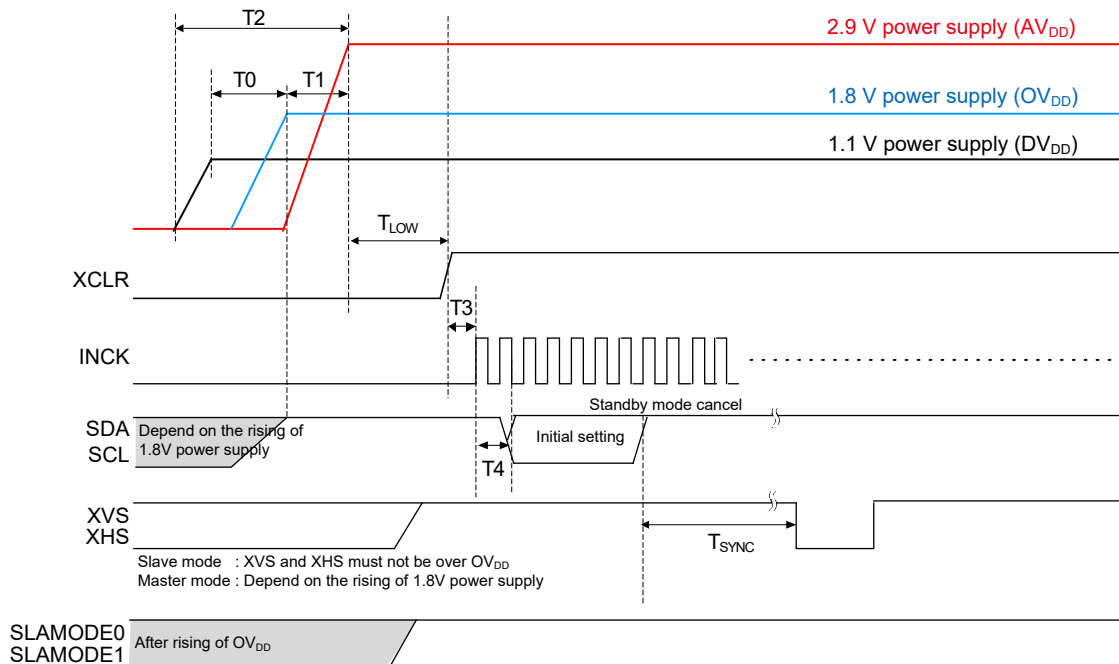 T2
2.9 V power supply (AVDD)
T0
T1
1.8 V power supply (OVDD)
1.1 V power supply (DVDD)
TLOW
XCLR
T3
INCK
Standby mode cancel
SDA
SCL
Depend on the rising of
1.8V power supply
Initial setting
T4
XVS
XHS
TSYNC
Slave mode : XVS and XHS must not be over OVDD
Master mode : Depend on the rising of 1.8V power supply
SLAMODE0
SLAMODE1
After rising of OVDD